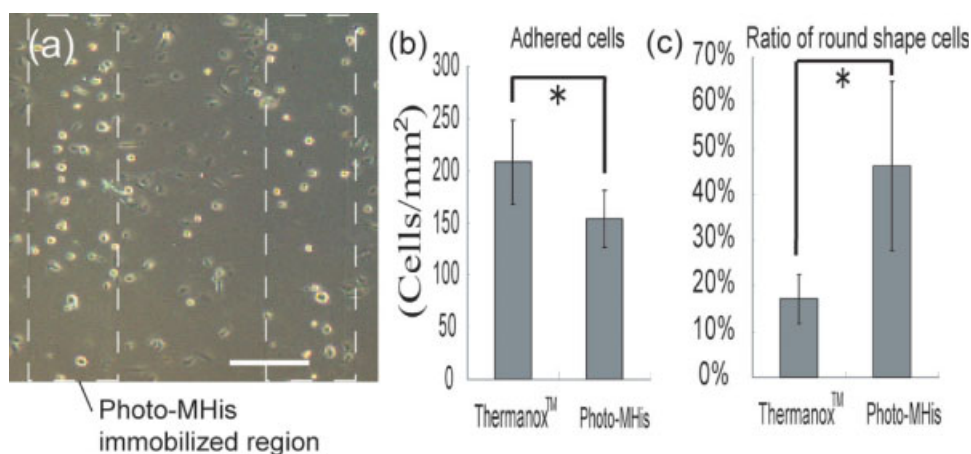 (a)
Photo-MHis
immobilized region
(b)
Adhered cells
(Cells/mm²)
300
250
200
150
100
50
0
*
Thermanox™
Photo-MHis
(c)
Ratio of round shape cells
70%
60%
50%
40%
30%
20%
10%
0%
*
Thermanox™
Photo-MHis